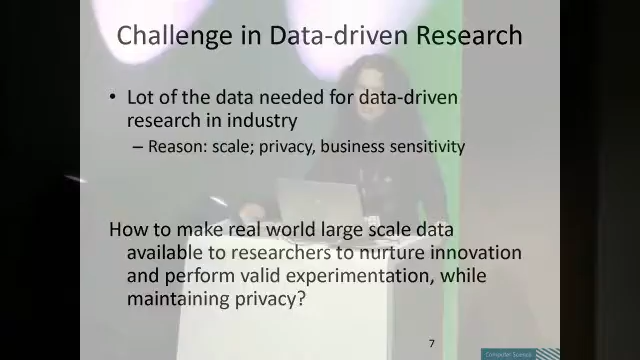 Challenge in Data-driven Research
• Lot of the data needed for data-driven
research in industry
– Reason: scale; privacy, business sensitivity
How to make real world large scale data
available to researchers to nurture innovation
and perform valid experimentation, while
maintaining privacy?
7
Computer Science